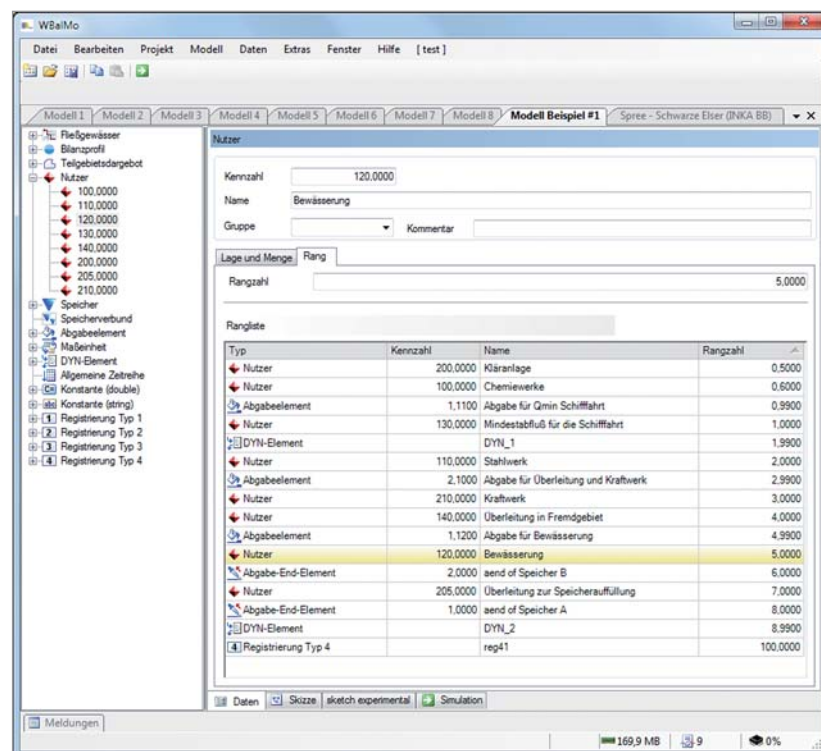 WBalMo
Datei Bearbeiten Projekt Modell Daten Extras Fenster Hilfe [ test ]
Modell 1 Modell 2 Modell 3 Modell 4 Modell 5 Modell 6 Modell 7 Modell 8 Modell Beispiel #1 Spree - Schwarze Elser (INKA BB)
Fließgewässer
Bilanzprofil
Teilgebietsdargebot
Nutzer
100,0000
110,0000
120,0000
130,0000
140,0000
200,0000
205,0000
210,0000
Speicher
Speicherverbund
Abgabeelement
Maßeinheit
DYN-Element
Allgemeine Zeitreihe
C= Konstante (double)
abc Konstante (string)
1 Registrierung Typ 1
2 Registrierung Typ 2
3 Registrierung Typ 3
4 Registrierung Typ 4
Nutzer
Kennzahl 120,0000
Name Bewässerung
Gruppe Kommentar
Lage und Menge Rang
Rangzahl 5,0000
Rangliste
Typ Kennzahl Name Rangzahl
Nutzer 200,0000 Kläranlage 0,5000
Nutzer 100,0000 Chemiewerke 0,6000
Abgabeelement 1,1100 Abgabe für Qmin Schifffahrt 0,9900
Nutzer 130,0000 Mindestabfluß für die Schifffahrt 1,0000
DYN-Element DYN_1 1,9900
Nutzer 110,0000 Stahlwerk 2,0000
Abgabeelement 2,1000 Abgabe für Überleitung und Kraftwerk 2,9900
Nutzer 210,0000 Kraftwerk 3,0000
Nutzer 140,0000 Überleitung in Fremdgebiet 4,0000
Abgabeelement 1,1200 Abgabe für Bewässerung 4,9900
Nutzer 120,0000 Bewässerung 5,0000
Abgabe-End-Element 2,0000 aend of Speicher B 6,0000
Nutzer 205,0000 Überleitung zur Speicherauffüllung 7,0000
Abgabe-End-Element 1,0000 aend of Speicher A 8,0000
DYN-Element DYN_2 8,9900
4 Registrierung Typ 4 reg41 100,0000
Daten Skizze sketch experimental Simulation
Meldungen
169,9 MB 9 0%